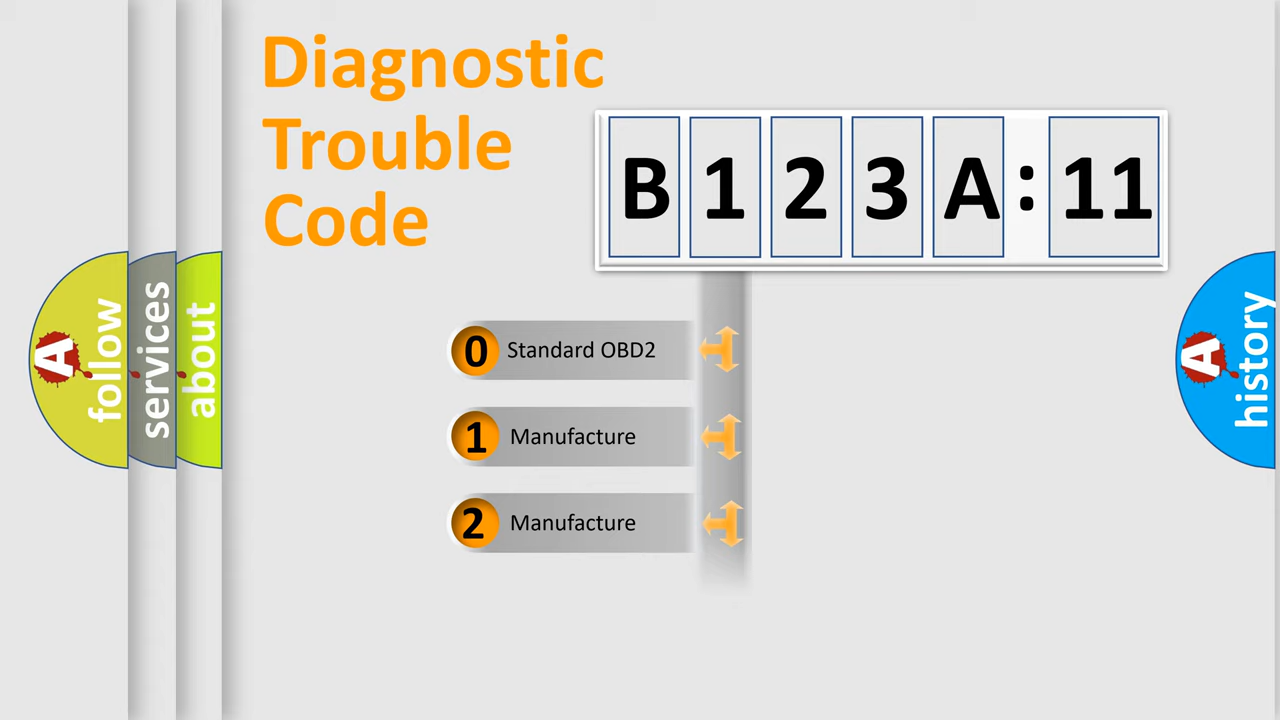 Diagnostic
Trouble
Code
B 1 2 3 A : 11
0 Standard OBD2
1 Manufacture
2 Manufacture
A follow
services
about
A history